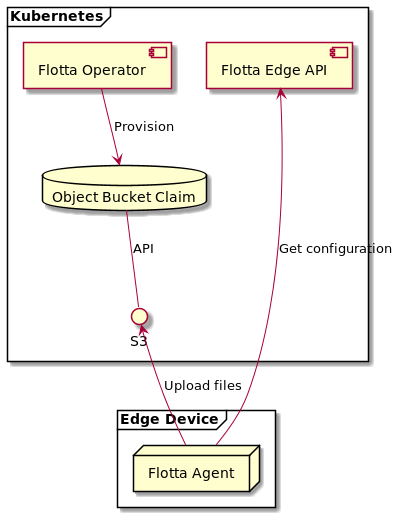 Kubernetes
Flotta Operator
Flotta Edge API
Provision
Object Bucket Claim
API
Get configuration
S3
Upload files
Edge Device
Flotta Agent